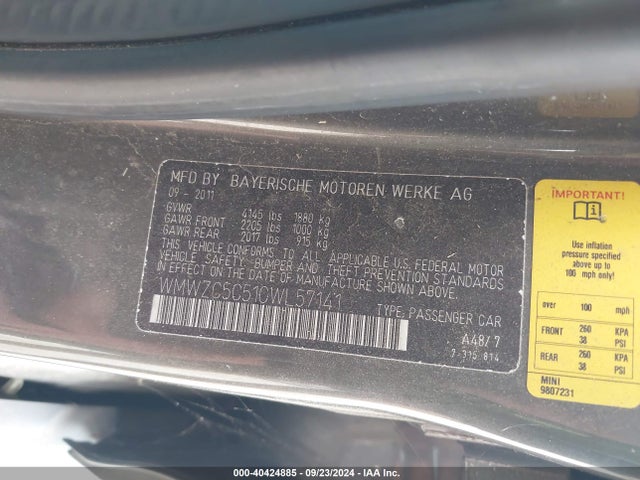 MFD BY BAYERISCHE MOTOREN WERKE AG
09 - 2011
GVWR 4145 lbs 1880 kg
GAWR FRONT 2205 lbs 1000 kg
GAWR REAR 2017 lbs 915 kg
THIS VEHICLE CONFORMS TO ALL APPLICABLE U.S. FEDERAL MOTOR
VEHICLE SAFETY, BUMPER AND THEFT PREVENTION STANDARDS
IN EFFECT ON THE DATE OF MANUFACTURE SHOWN ABOVE.
WMWZC5C51CWL57141
TYPE: PASSENGER CAR
A48/7
7 315 814
IMPORTANT!
Use inflation
pressure specified
above for up to
100 mph only!
over 100 mph
FRONT 260 KPA
38 PSI
REAR 260 KPA
38 PSI
MINI
9807231
000-40424885 - 09/23/2024 - IAA Inc.